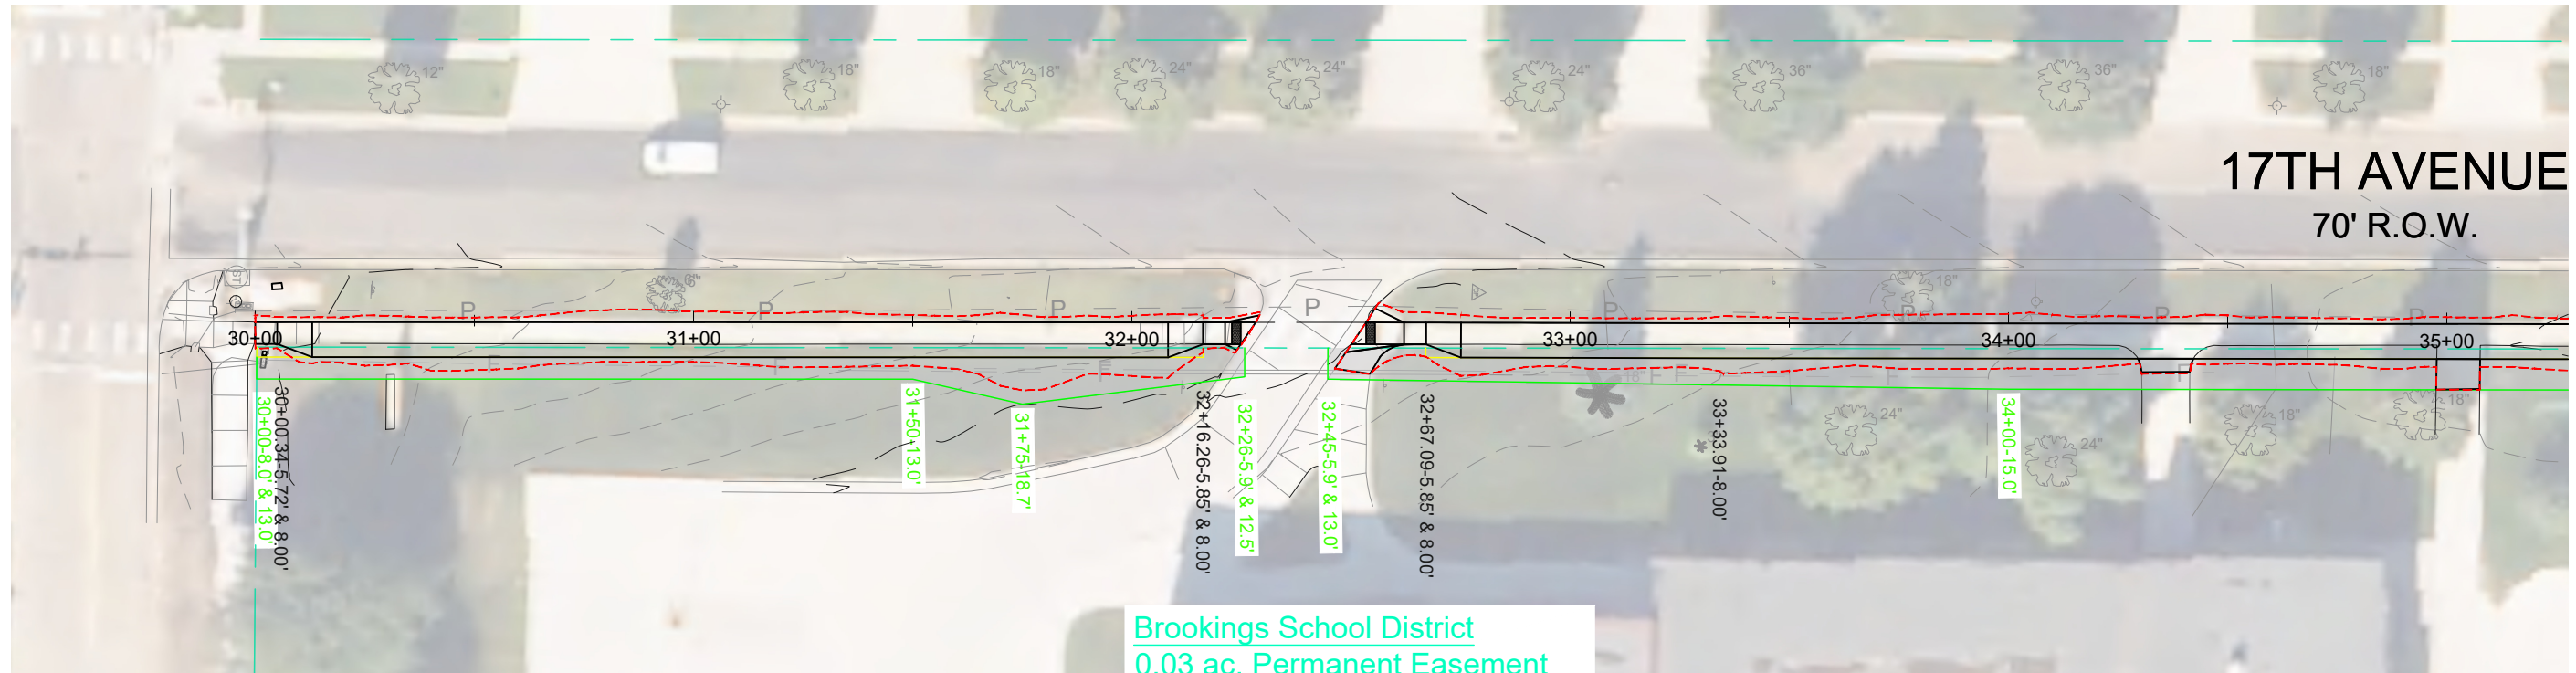 12"
18"
18"
24"
24"
24"
36"
36"
18"
17TH AVENUE
70' R.O.W.
ST
6"
18"
P
P
P
P
P
P
P
P
30+00
31+00
32+00
33+00
34+00
35+00
F
F
F
F
F
F
F
18"
24"
24"
18"
18"
30+00-8.0' & 13.0'
30+00.34-5.72' & 8.00'
31+50-13.0'
31+75-18.7'
32+16.26-5.85' & 8.00'
32+26-5.9' & 12.5'
32+45-5.9' & 13.0'
32+67.09-5.85' & 8.00'
33+33.91-8.00'
34+00-15.0'
Brookings School District
0.03 ac. Permanent Easement